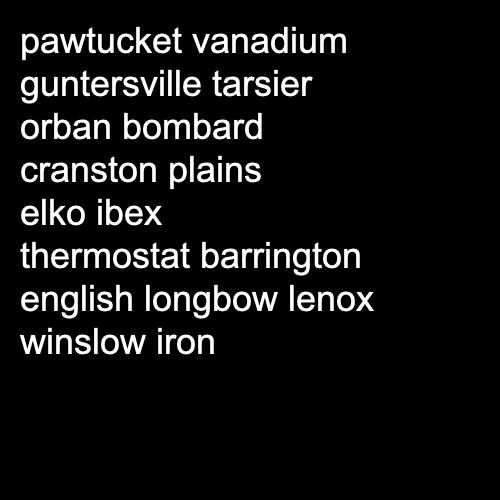 pawtucket vanadium
guntersville tarsier
orban bombard
cranston plains
elko ibex
thermostat barrington
english longbow lenox
winslow iron